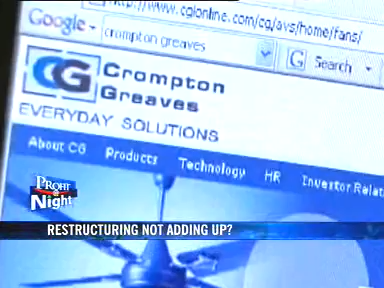 http://www.cglonline.com/cg/avs/home/fans/
Google
crompton greaves
G Search
CG Crompton
Greaves
EVERYDAY SOLUTIONS
About CG Products Technology HR Investor Relat
PROFIT @
Night
RESTRUCTURING NOT ADDING UP?